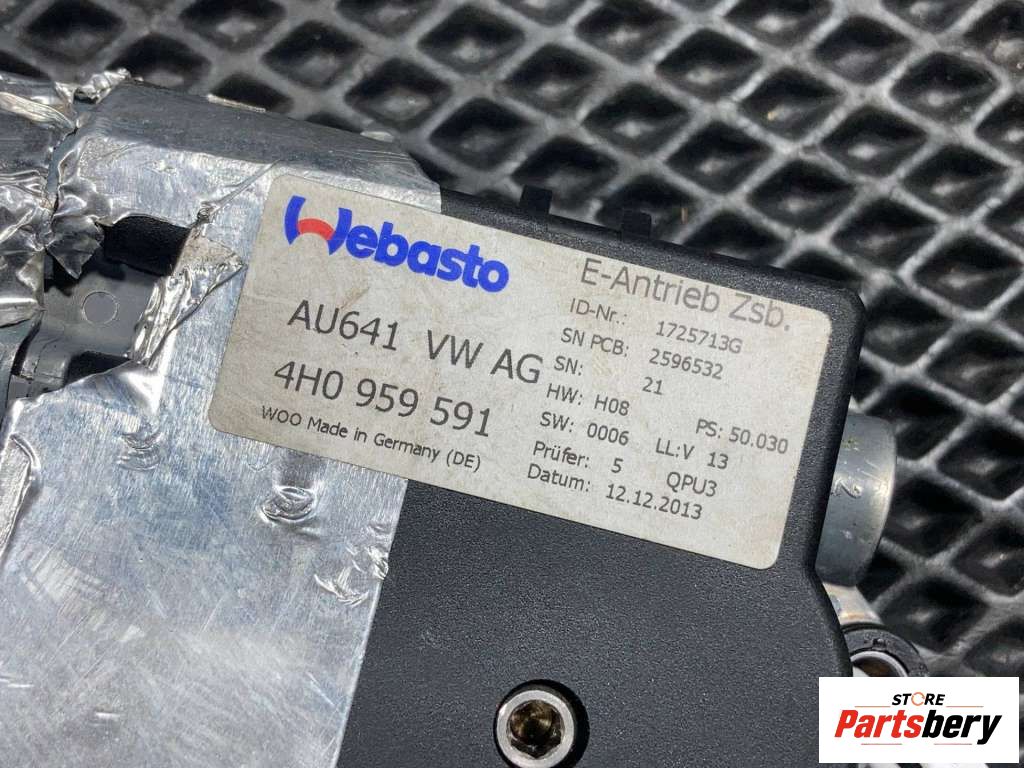 Webasto
AU641 VW AG
4H0 959 591
WOO Made in Germany (DE)
E-Antrieb Zsb.
ID-Nr.: 1725713G
SN PCB: 2596532
SN: 21
HW: H08 PS: 50.030
SW: 0006 LL:V 13
Prüfer: 5 QPU3
Datum: 12.12.2013
STORE
Partsbery